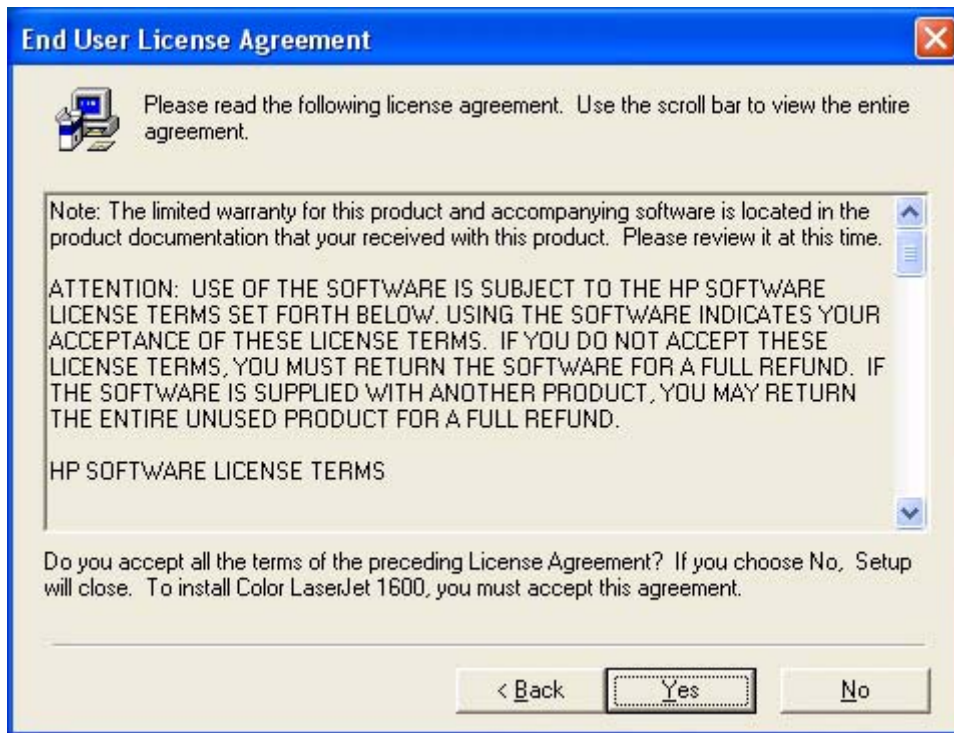 End User License Agreement
Please read the following license agreement. Use the scroll bar to view the entire
agreement.
Note: The limited warranty for this product and accompanying software is located in the
product documentation that your received with this product. Please review it at this time.
ATTENTION: USE OF THE SOFTWARE IS SUBJECT TO THE HP SOFTWARE
LICENSE TERMS SET FORTH BELOW. USING THE SOFTWARE INDICATES YOUR
ACCEPTANCE OF THESE LICENSE TERMS. IF YOU DO NOT ACCEPT THESE
LICENSE TERMS, YOU MUST RETURN THE SOFTWARE FOR A FULL REFUND. IF
THE SOFTWARE IS SUPPLIED WITH ANOTHER PRODUCT, YOU MAY RETURN
THE ENTIRE UNUSED PRODUCT FOR A FULL REFUND.
HP SOFTWARE LICENSE TERMS
Do you accept all the terms of the preceding License Agreement? If you choose No, Setup
will close. To install Color LaserJet 1600, you must accept this agreement.
< Back
Yes
No